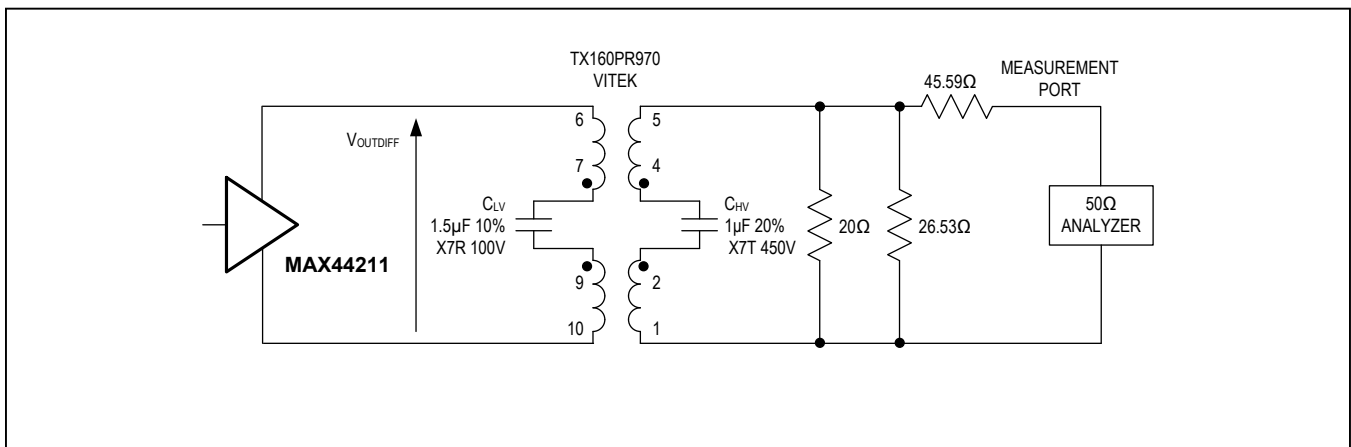 TX160PR970
VITEK
45.59Ω
MEASUREMENT
PORT
6
5
VOUTDIFF
7
4
CLV
1.5µF 10%
X7R 100V
CHV
1µF 20%
X7T 450V
20Ω
26.53Ω
50Ω
ANALYZER
MAX44211
9
2
10
1